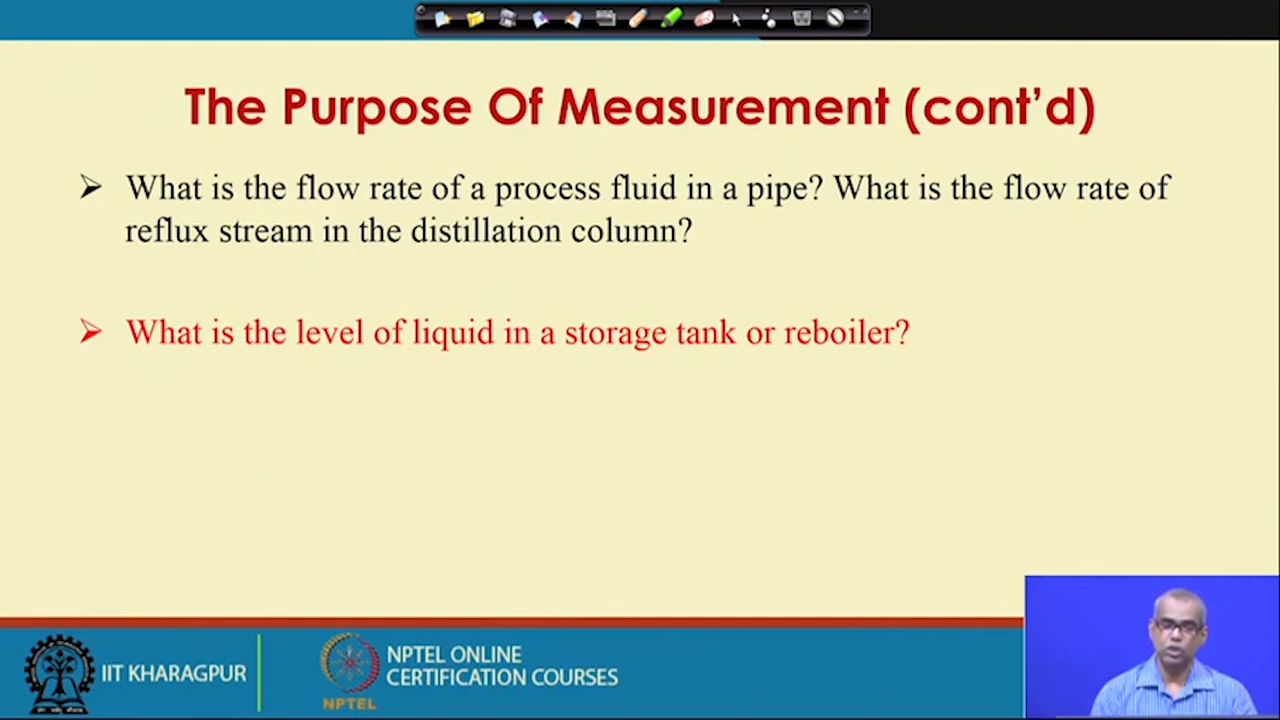 The Purpose Of Measurement (cont’d)
➢ What is the flow rate of a process fluid in a pipe? What is the flow rate of
reflux stream in the distillation column?
➢ What is the level of liquid in a storage tank or reboiler?
IIT KHARAGPUR
NPTEL
NPTEL ONLINE
CERTIFICATION COURSES